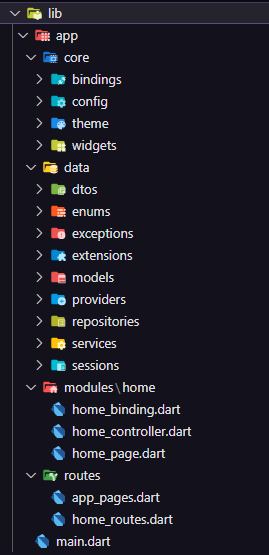 lib
app
core
bindings
config
theme
widgets
data
dtos
enums
exceptions
extensions
models
providers
repositories
services
sessions
modules\home
home_binding.dart
home_controller.dart
home_page.dart
routes
app_pages.dart
home_routes.dart
main.dart